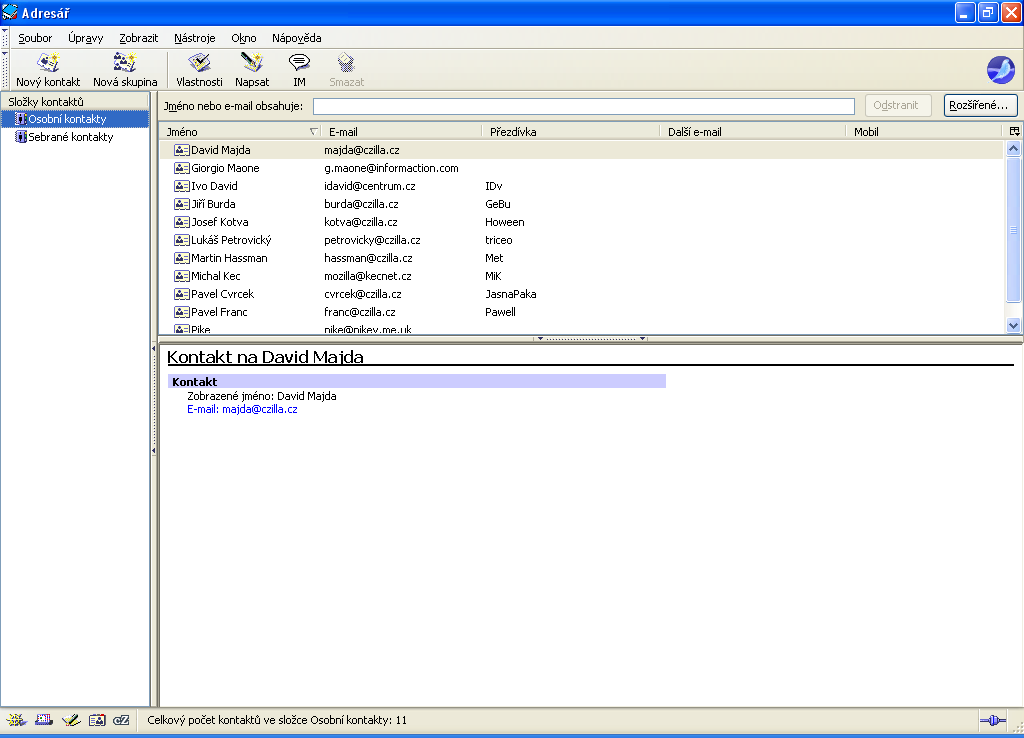 Adresář
Soubor Úpravy Zobrazit Nástroje Okno Nápověda
Nový kontakt Nová skupina Vlastnosti Napsat IM Smazat
Složky kontaktů
Osobní kontakty
Sebrané kontakty
Jméno nebo e-mail obsahuje: Odstranit Rozšířené...
Jméno E-mail Přezdívka Další e-mail Mobil
David Majda majda@czilla.cz
Giorgio Maone g.maone@informaction.com
Ivo David idavid@centrum.cz IDv
Jiří Burda burda@czilla.cz GeBu
Josef Kotva kotva@czilla.cz Hoween
Lukáš Petrovický petrovicky@czilla.cz triceo
Martin Hassman hassman@czilla.cz Met
Michal Kec mozilla@kecnet.cz MiK
Pavel Cvrcek cvrcek@czilla.cz JasnaPaka
Pavel Franc franc@czilla.cz Pawell
Pike pike@pikey.me.uk
Kontakt na David Majda
Kontakt
Zobrazené jméno: David Majda
E-mail: majda@czilla.cz
cZ Celkový počet kontaktů ve složce Osobní kontakty: 11